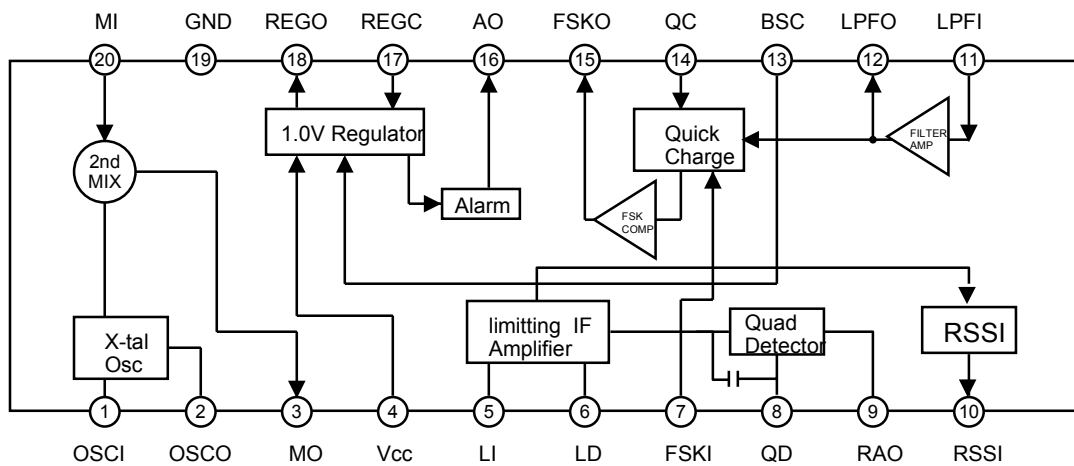 MI GND REGO REGC AO FSKO QC BSC LPFO LPFI
20 19 18 17 16 15 14 13 12 11
1.0V Regulator
Quick
Charge
FILTER
AMP
2nd
MIX
Alarm
FSK
COMP
limitting IF
Amplifier
Quad
Detector
RSSI
X-tal
Osc
1 2 3 4 5 6 7 8 9 10
OSCI OSCO MO Vcc LI LD FSKI QD RAO RSSI